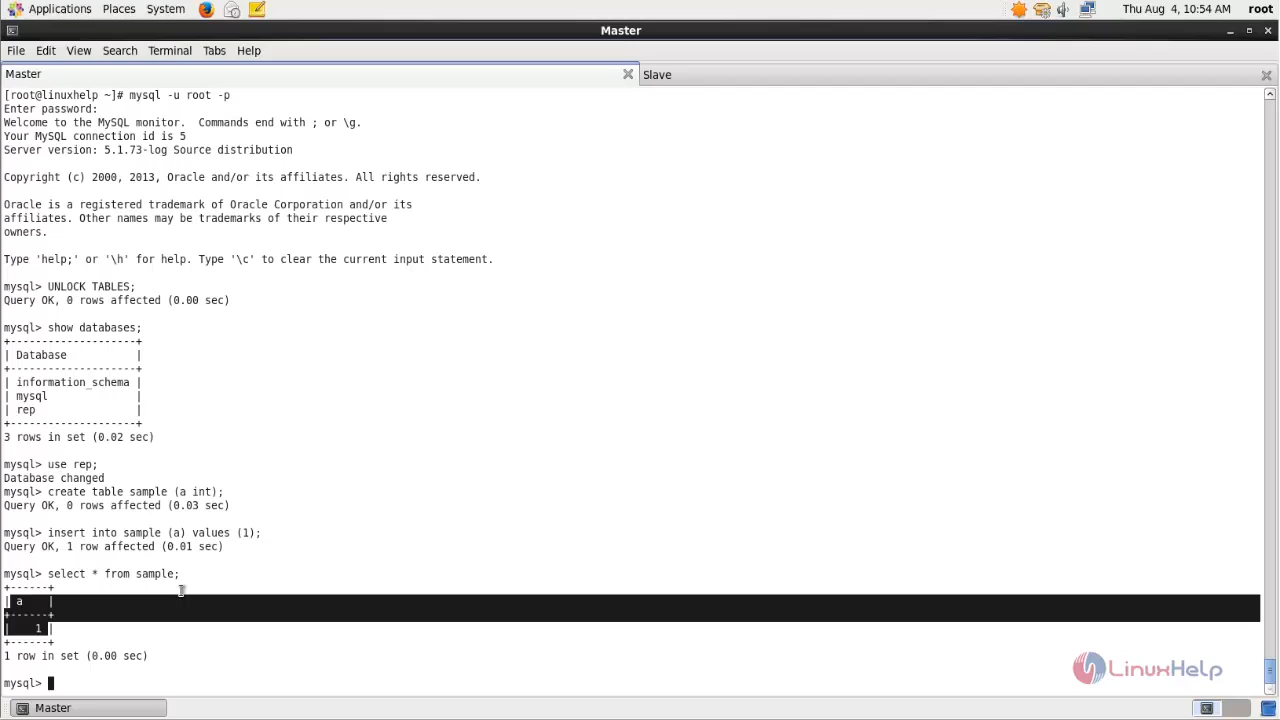 Applications Places System Thu Aug 4, 10:54 AM root
Master
File Edit View Search Terminal Tabs Help
Master Slave
[root@linuxhelp ~]# mysql -u root -p
Enter password:
Welcome to the MySQL monitor.  Commands end with ; or \g.
Your MySQL connection id is 5
Server version: 5.1.73-log Source distribution
Copyright (c) 2000, 2013, Oracle and/or its affiliates. All rights reserved.
Oracle is a registered trademark of Oracle Corporation and/or its
affiliates. Other names may be trademarks of their respective
owners.
Type 'help;' or '\h' for help. Type '\c' to clear the current input statement.
mysql> UNLOCK TABLES;
Query OK, 0 rows affected (0.00 sec)
mysql> show databases;
+--------------------+
| Database           |
+--------------------+
| information_schema |
| mysql              |
| rep                |
+--------------------+
3 rows in set (0.02 sec)
mysql> use rep;
Database changed
mysql> create table sample (a int);
Query OK, 0 rows affected (0.03 sec)
mysql> insert into sample (a) values (1);
Query OK, 1 row affected (0.01 sec)
mysql> select * from sample;
+------+
| a    |
+------+
|    1 |
+------+
1 row in set (0.00 sec)
mysql>
LinuxHelp
Master